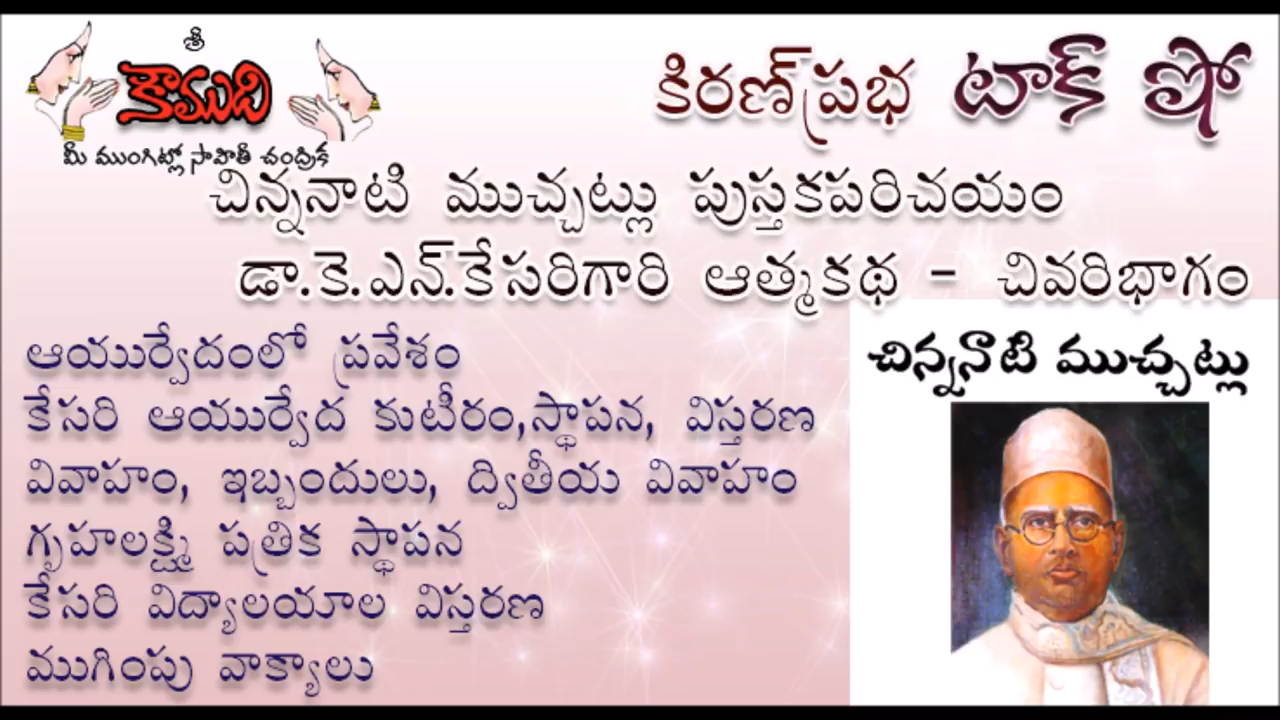 శ్రీ
కౌముది
మీ ముంగిట్లో సాహితీ చంద్రిక
కిరణ్‌ప్రభ టాక్ షో
చిన్ననాటి ముచ్చట్లు పుస్తకపరిచయం
డా.కె.ఎన్.కేసరిగారి ఆత్మకథ - చివరిభాగం
ఆయుర్వేదంలో ప్రవేశం
కేసరి ఆయుర్వేద కుటీరం,స్థాపన, విస్తరణ
వివాహం, ఇబ్బందులు, ద్వితీయ వివాహం
గృహలక్ష్మి పత్రిక స్థాపన
కేసరి విద్యాలయాల విస్తరణ
ముగింపు వాక్యాలు
చిన్ననాటి ముచ్చట్లు